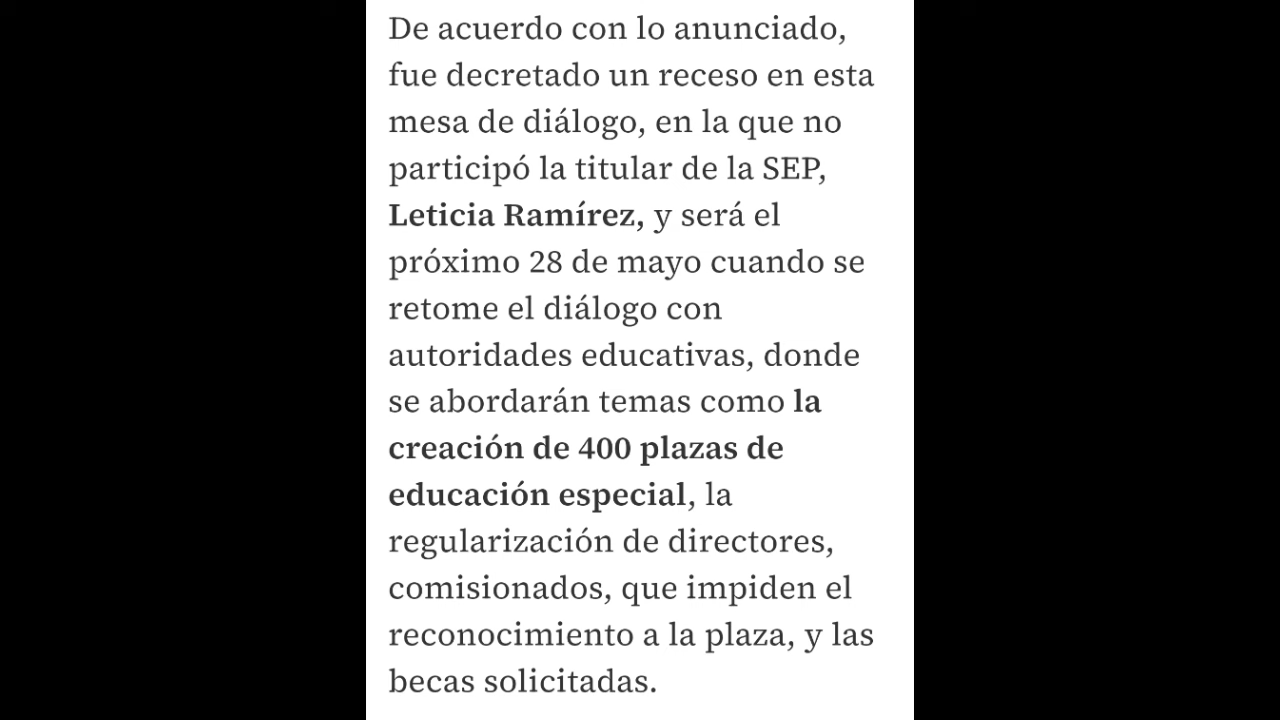 De acuerdo con lo anunciado,
fue decretado un receso en esta
mesa de diálogo, en la que no
participó la titular de la SEP,
Leticia Ramírez, y será el
próximo 28 de mayo cuando se
retome el diálogo con
autoridades educativas, donde
se abordarán temas como la
creación de 400 plazas de
educación especial, la
regularización de directores,
comisionados, que impiden el
reconocimiento a la plaza, y las
becas solicitadas.